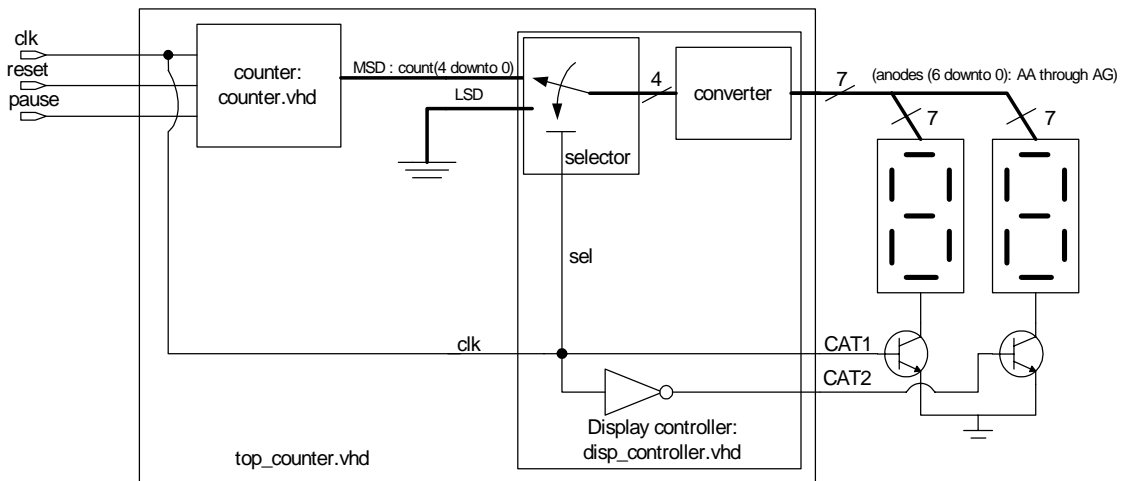 clk
reset
pause
counter:
counter.vhd
MSD : count(4 downto 0)
LSD
selector
4
converter
7
(anodes (6 downto 0): AA through AG)
7
7
sel
clk
CAT1
CAT2
Display controller:
disp_controller.vhd
top_counter.vhd